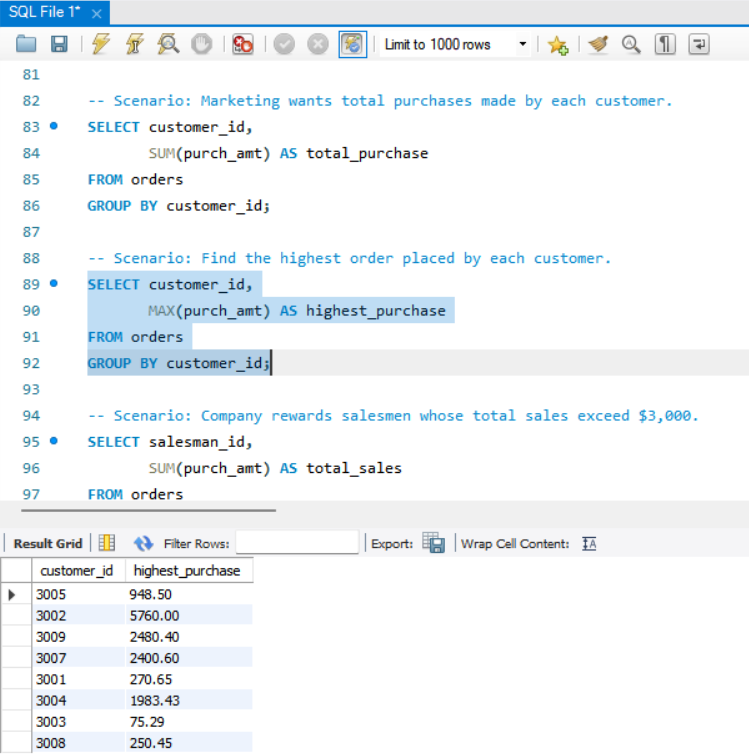 SQL File 1*
Limit to 1000 rows
81
82 -- Scenario: Marketing wants total purchases made by each customer.
83 SELECT customer_id,
84 SUM(purch_amt) AS total_purchase
85 FROM orders
86 GROUP BY customer_id;
87
88 -- Scenario: Find the highest order placed by each customer.
89 SELECT customer_id,
90 MAX(purch_amt) AS highest_purchase
91 FROM orders
92 GROUP BY customer_id;
93
94 -- Scenario: Company rewards salesmen whose total sales exceed $3,000.
95 SELECT salesman_id,
96 SUM(purch_amt) AS total_sales
97 FROM orders
Result Grid Filter Rows: Export: Wrap Cell Content: IA
customer_id highest_purchase
3005 948.50
3002 5760.00
3009 2480.40
3007 2400.60
3001 270.65
3004 1983.43
3003 75.29
3008 250.45